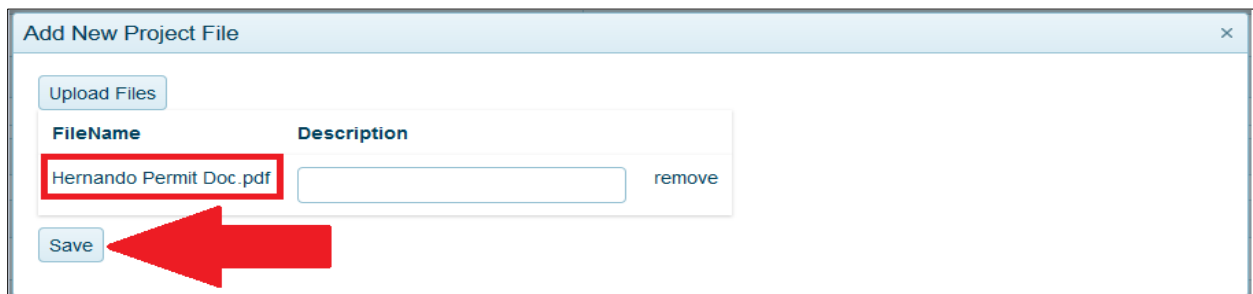 Add New Project File ×
Upload Files
FileName Description
Hernando Permit Doc.pdf remove
Save